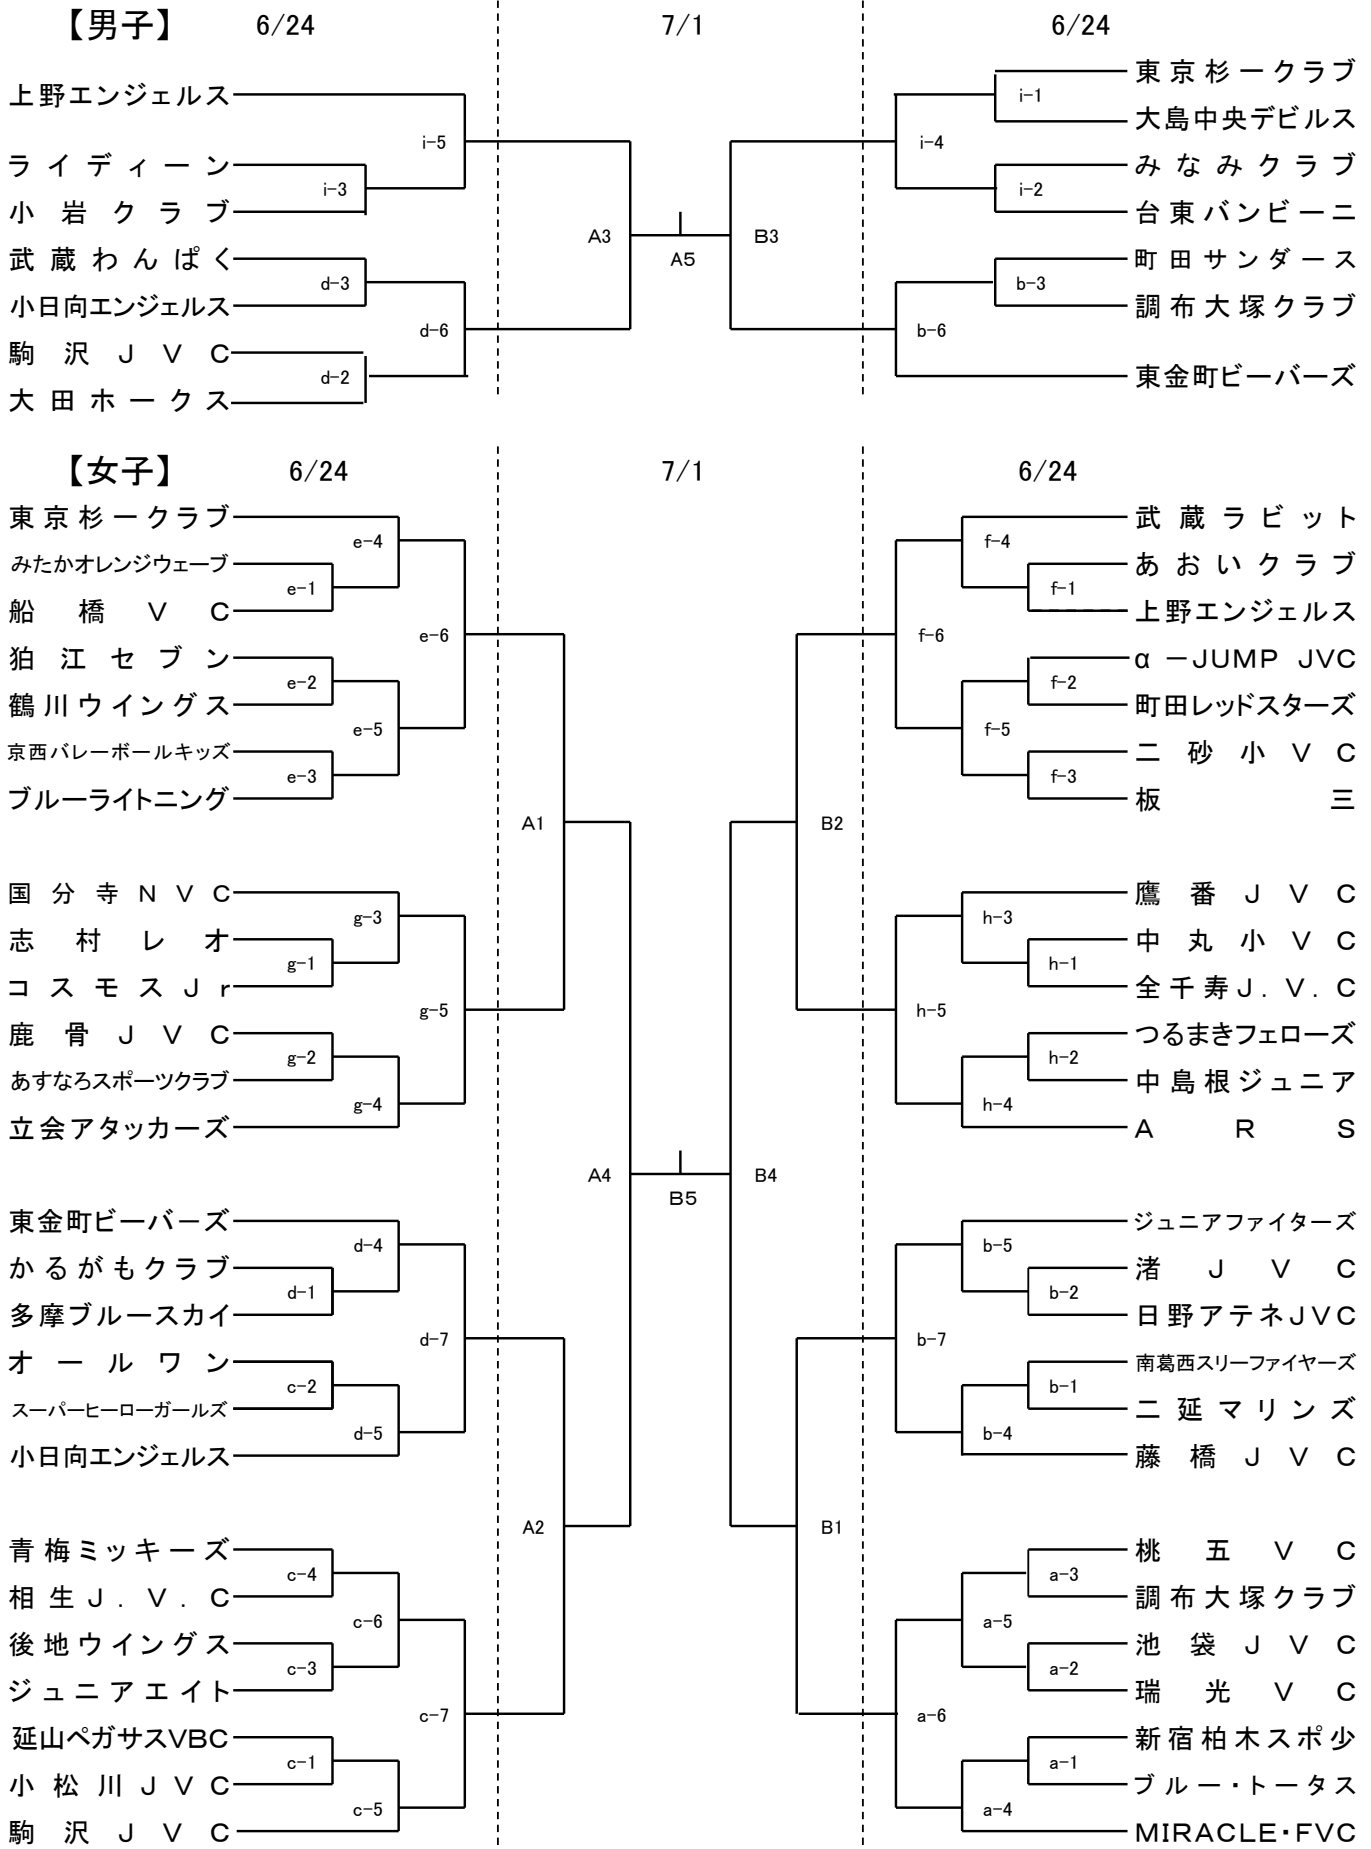 【男子】 6/24 7/1 6/24
上野エンジェルス
ライディーン
小岩クラブ
武蔵わんぱく
小日向エンジェルス
駒沢JVC
大田ホークス
i-5
i-3
d-3
d-6
d-2
A3
A5
B3
i-1
i-4
i-2
b-3
b-6
東京杉一クラブ
大島中央デビルス
みなみクラブ
台東バンビーニ
町田サンダース
調布大塚クラブ
東金町ビーバーズ
【女子】 6/24 7/1 6/24
東京杉一クラブ
みたかオレンジウェーブ
船橋VC
狛江セブン
鶴川ウイングス
京西バレーボールキッズ
ブルーライトニング
e-4
e-1
e-6
e-2
e-5
e-3
国分寺NVC
志村レオ
コスモスJr
鹿骨JVC
あすなろスポーツクラブ
立会アタッカーズ
g-3
g-1
g-5
g-2
g-4
東金町ビーバーズ
かるがもクラブ
多摩ブルースカイ
オールワン
スーパーヒーローガールズ
小日向エンジェルス
d-4
d-1
d-7
c-2
d-5
青梅ミッキーズ
相生J.V.C
後地ウイングス
ジュニアエイト
延山ペガサスVBC
小松川JVC
駒沢JVC
c-4
c-6
c-3
c-7
c-1
c-5
A1
A4
A2
B5
B2
B4
B1
武蔵ラビット
あおいクラブ
上野エンジェルス
α－JUMP JVC
町田レッドスターズ
二砂小VC
板三
f-4
f-1
f-6
f-2
f-5
f-3
鷹番JVC
中丸小VC
全千寿J.V.C
つるまきフェローズ
中島根ジュニア
ARS
h-3
h-1
h-5
h-2
h-4
ジュニアファイターズ
渚JVC
日野アテネJVC
南葛西スリーファイヤーズ
二延マリンズ
藤橋JVC
b-5
b-2
b-7
b-1
b-4
桃五VC
調布大塚クラブ
池袋JVC
瑞光VC
新宿柏木スポ少
ブルー・トータス
MIRACLE・FVC
a-3
a-5
a-2
a-6
a-1
a-4